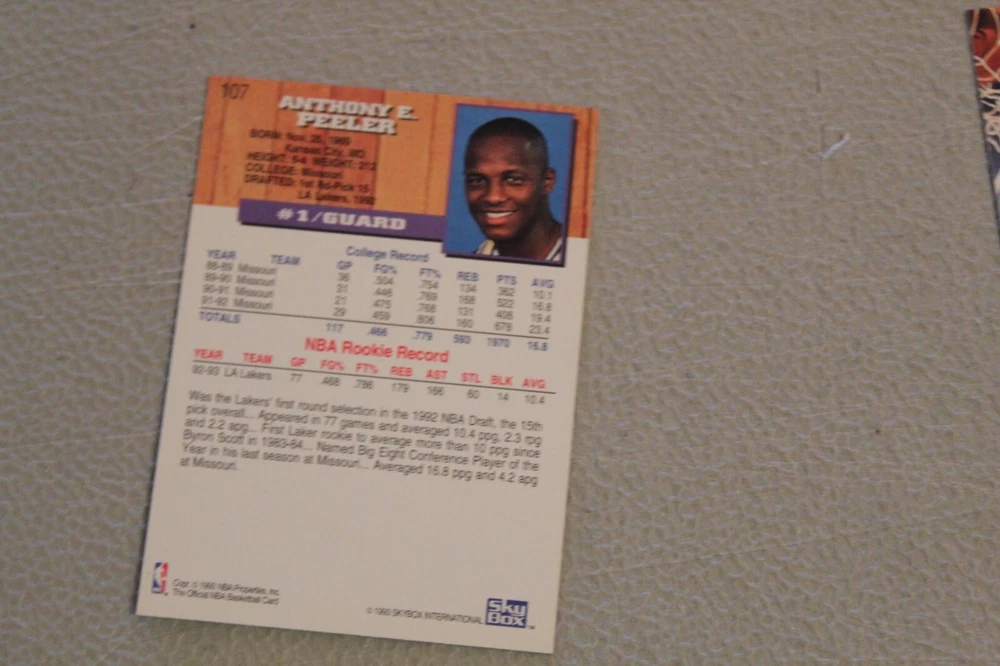 107
ANTHONY E.
PEELER
BORN: Nov. 25, 1969
Kansas City, MO
HEIGHT: 6-4 WEIGHT: 212
COLLEGE: Missouri
DRAFTED: 1st Rd-Pick 15
LA Lakers, 1992
#1/GUARD
College Record
YEAR TEAM GP FG% FT% REB PTS AVG
88-89 Missouri 36 .504 .754 134 362 10.1
89-90 Missouri 31 .446 .769 168 522 16.8
90-91 Missouri 21 .475 .768 131 408 19.4
91-92 Missouri 29 .459 .806 160 678 23.4
TOTALS 117 .466 .779 593 1970 16.8
NBA Rookie Record
YEAR TEAM GP FG% FT% REB AST STL BLK AVG
92-93 LA Lakers 77 .468 .786 179 166 60 14 10.4
Was the Lakers' first round selection in the 1992 NBA Draft, the 15th
pick overall... Appeared in 77 games and averaged 10.4 ppg, 2.3 rpg
and 2.2 apg... First Laker rookie to average more than 10 ppg since
Byron Scott in 1983-84... Named Big Eight Conference Player of the
Year in his last season at Missouri... Averaged 16.8 ppg and 4.2 apg
at Missouri.
Copr. © 1993 NBA Properties, Inc.
The Official NBA Basketball Card
© 1993 SKYBOX INTERNATIONAL
SkyBox™